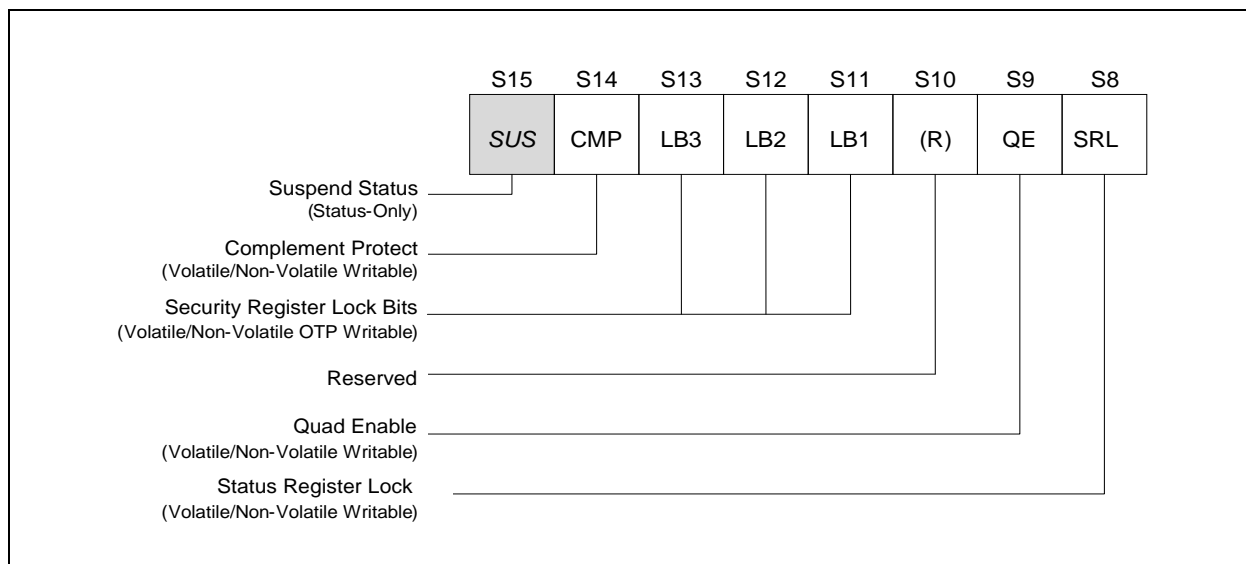 S15 S14 S13 S12 S11 S10 S9 S8
SUS CMP LB3 LB2 LB1 (R) QE SRL
Suspend Status
(Status-Only)
Complement Protect
(Volatile/Non-Volatile Writable)
Security Register Lock Bits
(Volatile/Non-Volatile OTP Writable)
Reserved
Quad Enable
(Volatile/Non-Volatile Writable)
Status Register Lock
(Volatile/Non-Volatile Writable)